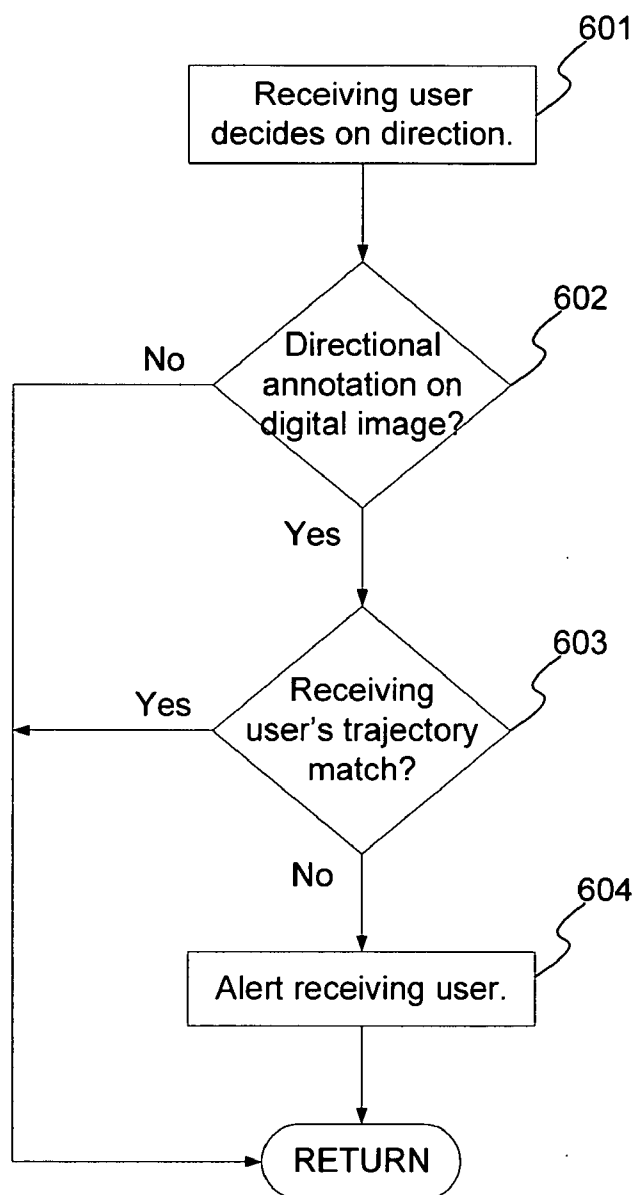 601
Receiving user
decides on direction.
602
No
Directional
annotation on
digital image?
Yes
603
Yes
Receiving
user's trajectory
match?
No
604
Alert receiving user.
RETURN